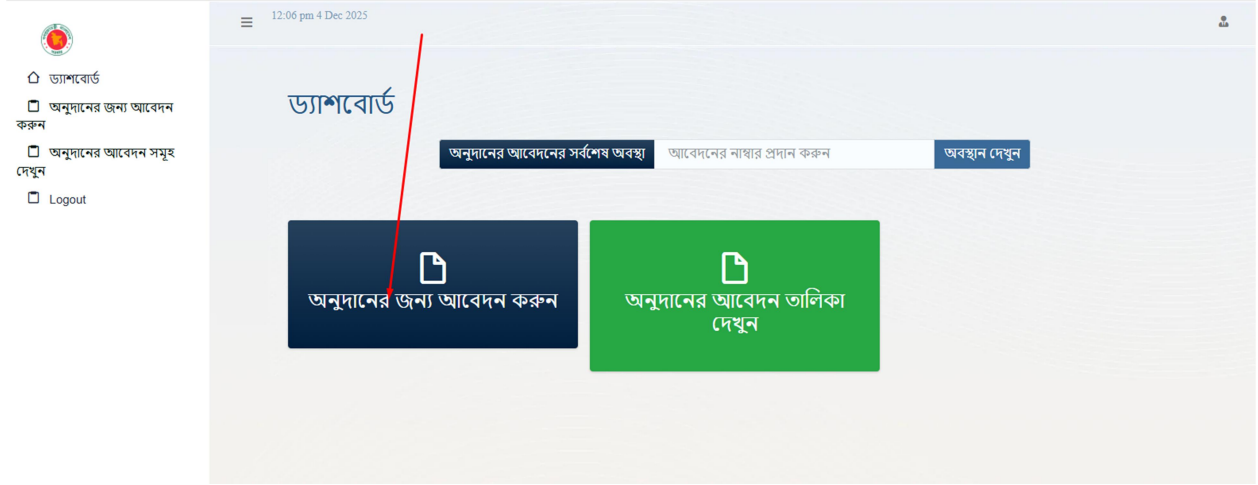 12:06 pm 4 Dec 2025
ড্যাশবোর্ড
অনুদানের জন্য আবেদন
করুন
অনুদানের আবেদন সমূহ
দেখুন
Logout
ড্যাশবোর্ড
অনুদানের আবেদনের সর্বশেষ অবস্থা আবেদনের নাম্বার প্রদান করুন অবস্থান দেখুন
অনুদানের জন্য আবেদন করুন
অনুদানের আবেদন তালিকা
দেখুন